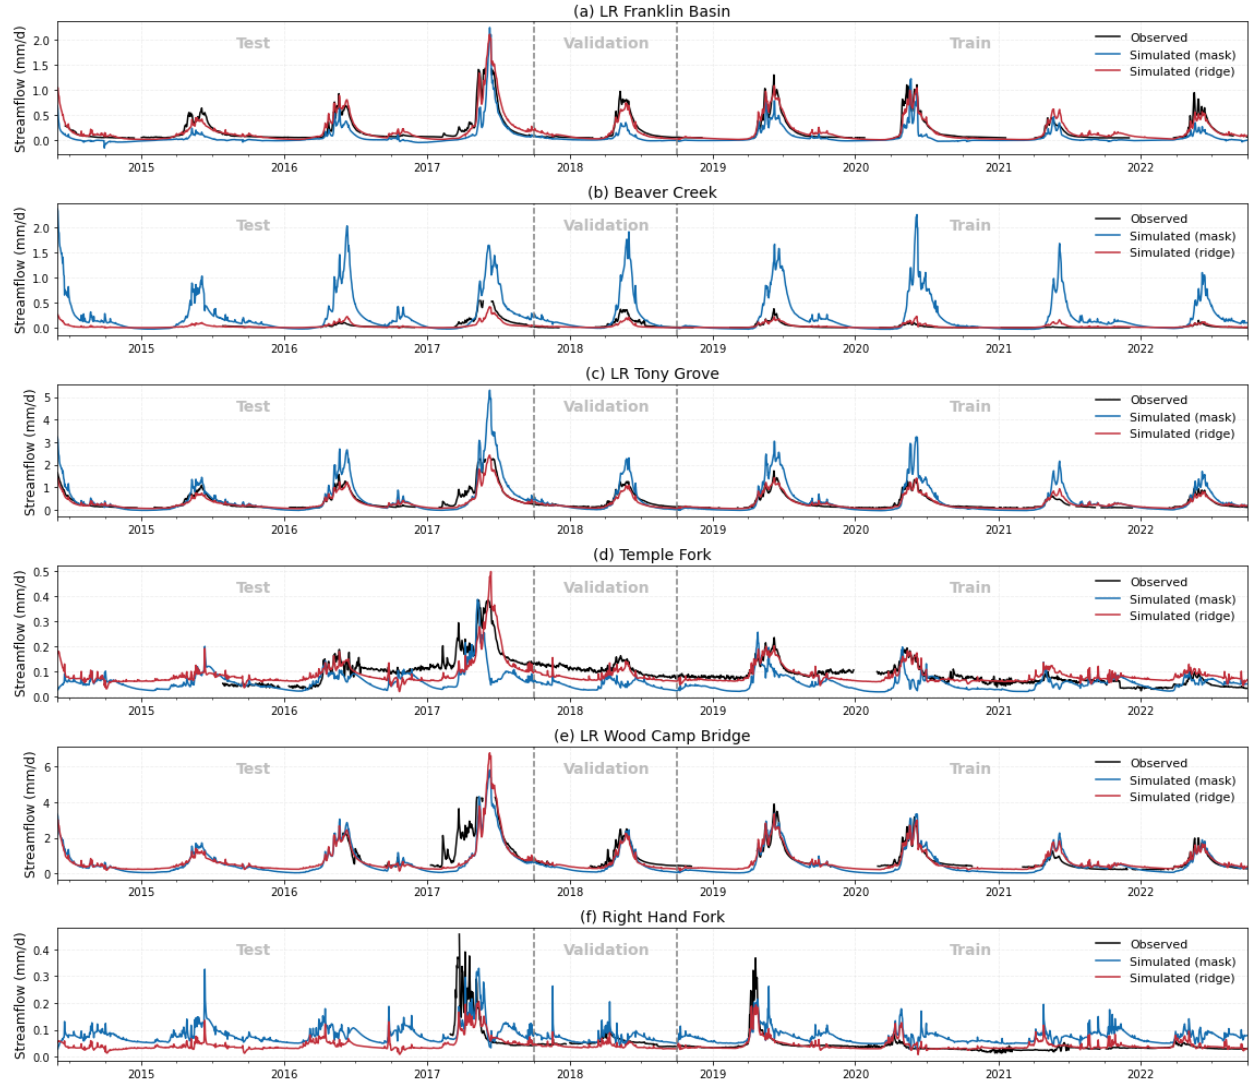 (a) LR Franklin Basin
Streamflow (mm/d)
2.0
1.5
1.0
0.5
0.0
Test
Validation
Train
Observed
Simulated (mask)
Simulated (ridge)
2015 2016 2017 2018 2019 2020 2021 2022
(b) Beaver Creek
Streamflow (mm/d)
2.0
1.5
1.0
0.5
0.0
Test
Validation
Train
Observed
Simulated (mask)
Simulated (ridge)
2015 2016 2017 2018 2019 2020 2021 2022
(c) LR Tony Grove
Streamflow (mm/d)
5
4
3
2
1
0
Test
Validation
Train
Observed
Simulated (mask)
Simulated (ridge)
2015 2016 2017 2018 2019 2020 2021 2022
(d) Temple Fork
Streamflow (mm/d)
0.5
0.4
0.3
0.2
0.1
0.0
Test
Validation
Train
Observed
Simulated (mask)
Simulated (ridge)
2015 2016 2017 2018 2019 2020 2021 2022
(e) LR Wood Camp Bridge
Streamflow (mm/d)
6
4
2
0
Test
Validation
Train
Observed
Simulated (mask)
Simulated (ridge)
2015 2016 2017 2018 2019 2020 2021 2022
(f) Right Hand Fork
Streamflow (mm/d)
0.4
0.3
0.2
0.1
0.0
Test
Validation
Train
Observed
Simulated (mask)
Simulated (ridge)
2015 2016 2017 2018 2019 2020 2021 2022